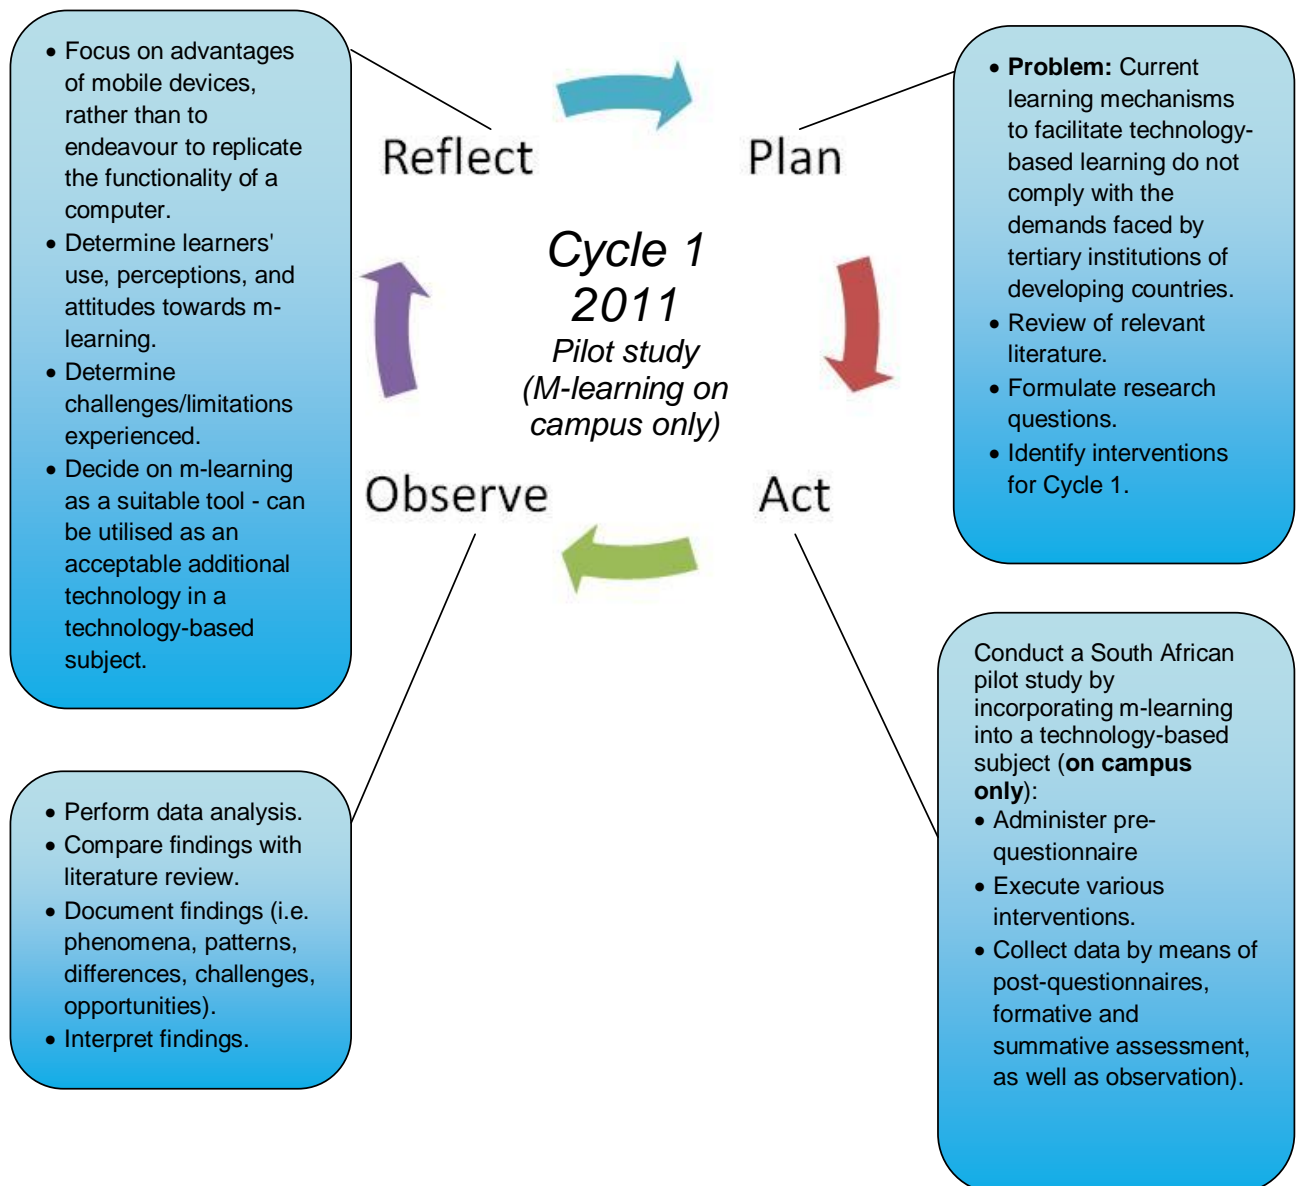 • Focus on advantages
of mobile devices,
rather than to
endeavour to replicate
the functionality of a
computer.
• Determine learners'
use, perceptions, and
attitudes towards m-
learning.
• Determine
challenges/limitations
experienced.
• Decide on m-learning
as a suitable tool - can
be utilised as an
acceptable additional
technology in a
technology-based
subject.
Reflect
Plan
• Problem: Current
learning mechanisms
to facilitate technology-
based learning do not
comply with the
demands faced by
tertiary institutions of
developing countries.
• Review of relevant
literature.
• Formulate research
questions.
• Identify interventions
for Cycle 1.
Cycle 1
2011
Pilot study
(M-learning on
campus only)
Observe
Act
• Perform data analysis.
• Compare findings with
literature review.
• Document findings (i.e.
phenomena, patterns,
differences, challenges,
opportunities).
• Interpret findings.
Conduct a South African
pilot study by
incorporating m-learning
into a technology-based
subject (on campus
only):
• Administer pre-
questionnaire
• Execute various
interventions.
• Collect data by means of
post-questionnaires,
formative and
summative assessment,
as well as observation).